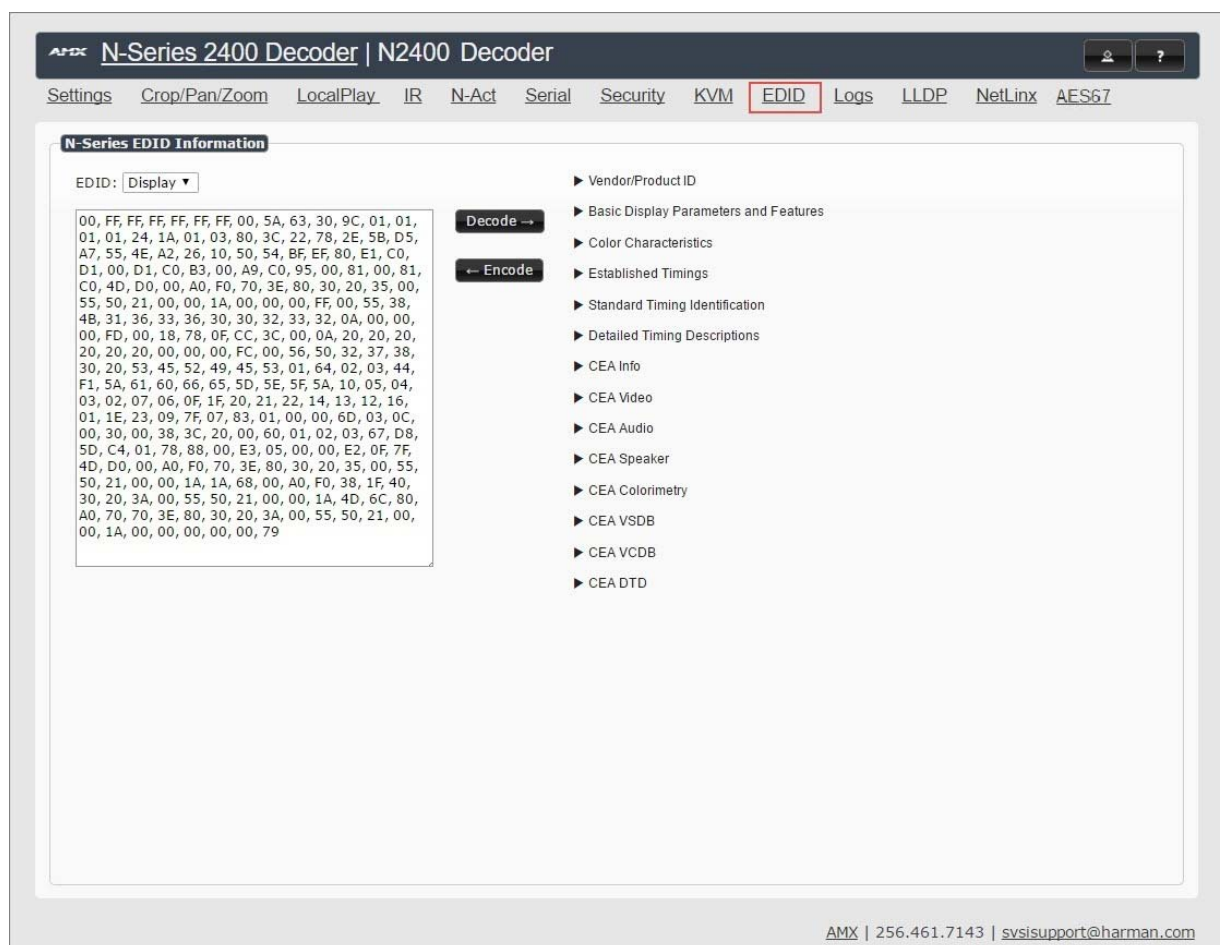 AMX N-Series 2400 Decoder | N2400 Decoder
?
Settings Crop/Pan/Zoom LocalPlay IR N-Act Serial Security KVM EDID Logs LLDP NetLinx AES67
N-Series EDID Information
EDID: Display ▼
00, FF, FF, FF, FF, FF, FF, 00, 5A, 63, 30, 9C, 01, 01,
01, 01, 24, 1A, 01, 03, 80, 3C, 22, 78, 2E, 5B, D5,
A7, 55, 4E, A2, 26, 10, 50, 54, BF, EF, 80, E1, C0,
D1, 00, D1, C0, B3, 00, A9, C0, 95, 00, 81, 00, 81,
C0, 4D, D0, 00, A0, F0, 70, 3E, 80, 30, 20, 35, 00,
55, 50, 21, 00, 00, 1A, 00, 00, 00, FF, 00, 55, 38,
4B, 31, 36, 33, 36, 30, 30, 32, 33, 32, 0A, 00, 00,
00, FD, 00, 18, 78, 0F, CC, 3C, 00, 0A, 20, 20, 20,
20, 20, 20, 00, 00, 00, FC, 00, 56, 50, 32, 37, 38,
30, 20, 53, 45, 52, 49, 45, 53, 01, 64, 02, 03, 44,
F1, 5A, 61, 60, 66, 65, 5D, 5E, 5F, 5A, 10, 05, 04,
03, 02, 07, 06, 0F, 1F, 20, 21, 22, 14, 13, 12, 16,
01, 1E, 23, 09, 7F, 07, 83, 01, 00, 00, 6D, 03, 0C,
00, 30, 00, 38, 3C, 20, 00, 60, 01, 02, 03, 67, D8,
5D, C4, 01, 78, 88, 00, E3, 05, 00, 00, E2, 0F, 7F,
4D, D0, 00, A0, F0, 70, 3E, 80, 30, 20, 35, 00, 55,
50, 21, 00, 00, 1A, 1A, 68, 00, A0, F0, 38, 1F, 40,
30, 20, 3A, 00, 55, 50, 21, 00, 00, 1A, 4D, 6C, 80,
A0, 70, 70, 3E, 80, 30, 20, 3A, 00, 55, 50, 21, 00,
00, 1A, 00, 00, 00, 00, 00, 79
Decode →
← Encode
▶ Vendor/Product ID
▶ Basic Display Parameters and Features
▶ Color Characteristics
▶ Established Timings
▶ Standard Timing Identification
▶ Detailed Timing Descriptions
▶ CEA Info
▶ CEA Video
▶ CEA Audio
▶ CEA Speaker
▶ CEA Colorimetry
▶ CEA VSDB
▶ CEA VCDB
▶ CEA DTD
AMX | 256.461.7143 | svsisupport@harman.com